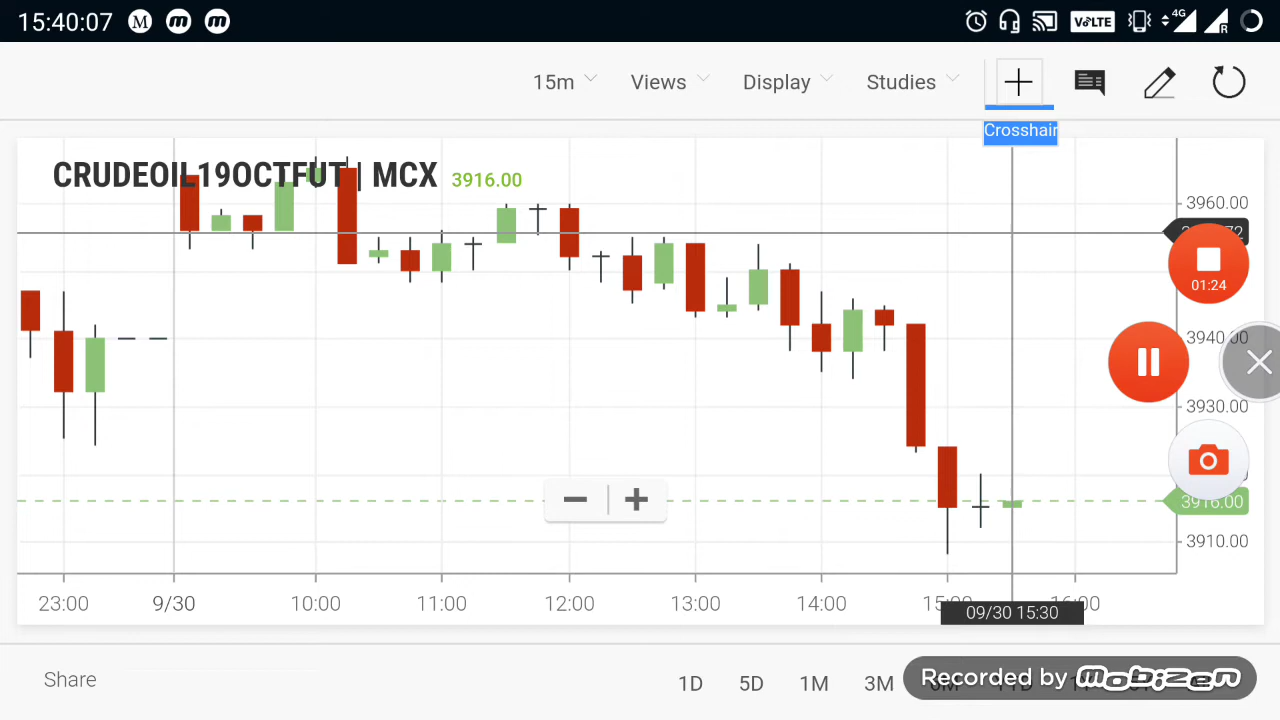 15:40:07
4G
VoLTE
R
15m
Views
Display
Studies
Crosshair
CRUDEOIL19OCTFUT | MCX 3916.00
3960.00
01:24
3940.00
3930.00
3916.00
3910.00
23:00
9/30
10:00
11:00
12:00
13:00
14:00
16:00
09/30 15:30
Share
1D
5D
1M
3M
Recorded by mobizen